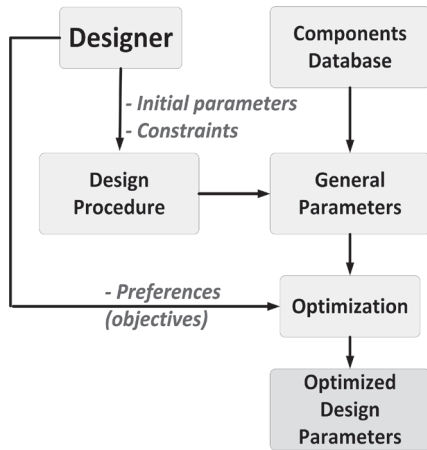 Designer
Components
Database
- Initial parameters
- Constraints
Design
Procedure
General
Parameters
- Preferences
(objectives)
Optimization
Optimized
Design
Parameters